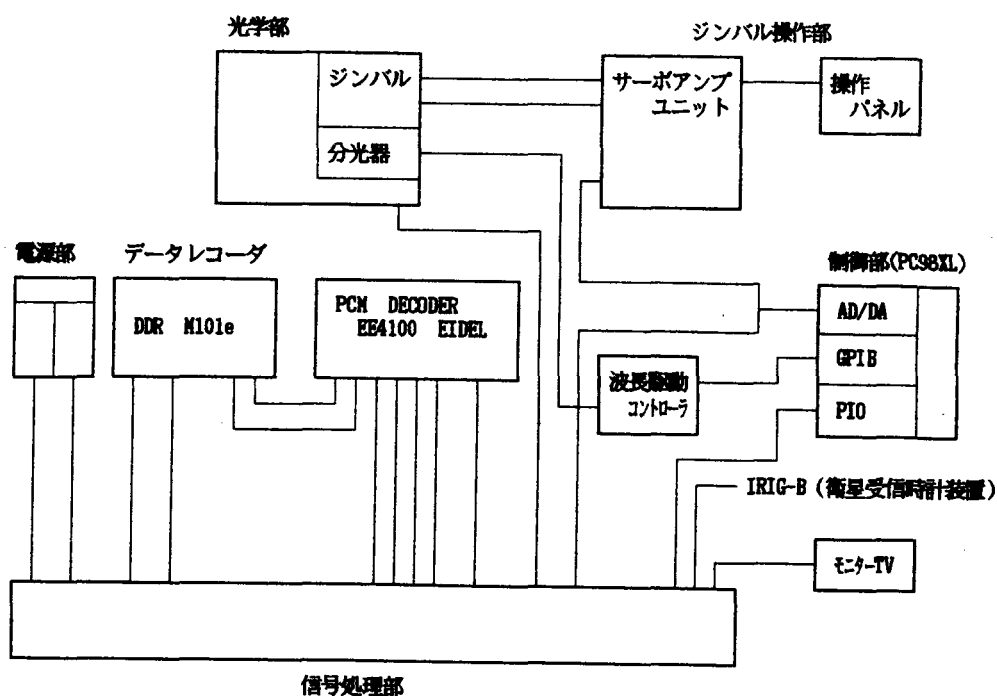 光学部
ジンバル操作部
ジンバル
分光器
サーボアンプ
ユニット
操作
パネル
電源部
データレコーダ
制御部(PC98XL)
DDR M101e
PCM DECODER
EE4100 EIDEL
AD/DA
GPIB
PIO
波長駆動
コントローラ
IRIG-B (衛星受信時計装置)
モニターTV
信号処理部